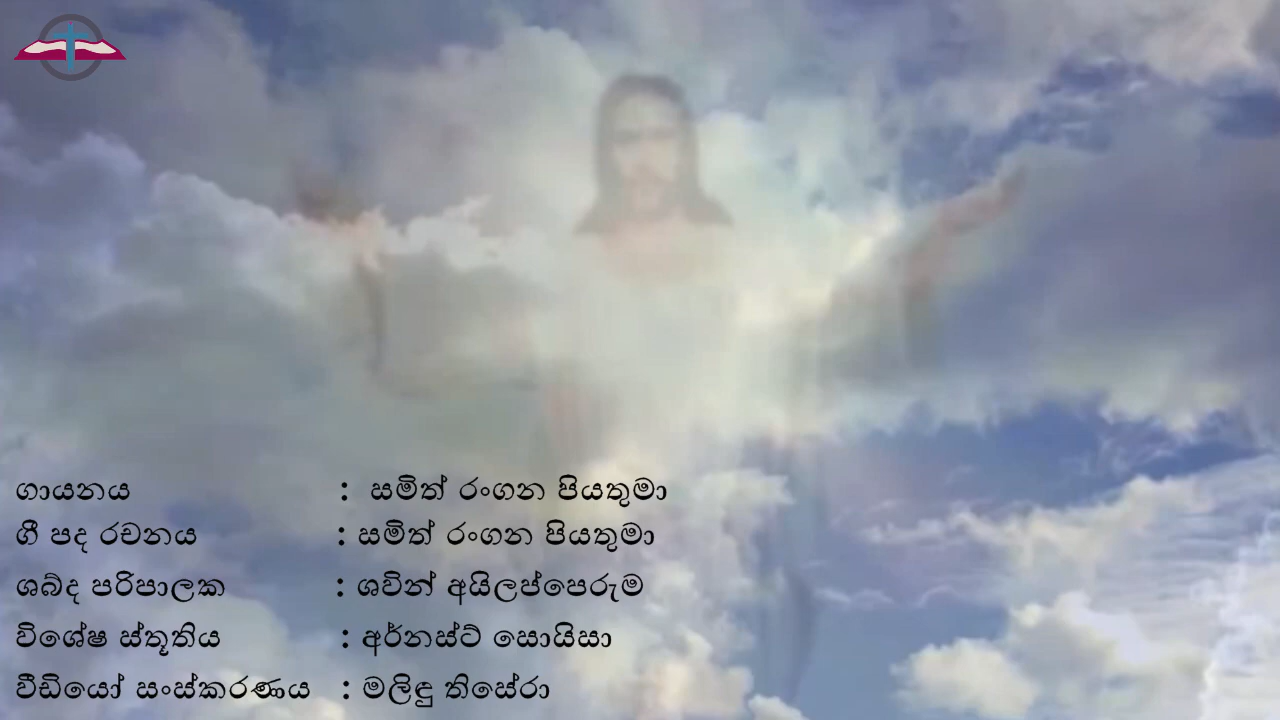 ගායනය : සමිත් රංගන පියතුමා
ගී පද රචනය : සමිත් රංගන පියතුමා
ශබ්ද පරිපාලක : ශවින් අයිලප්පෙරුම
විශේෂ ස්තූතිය : අර්නස්ට් සොයිසා
වීඩියෝ සංස්කරණය : මලිඳු තිසේරා